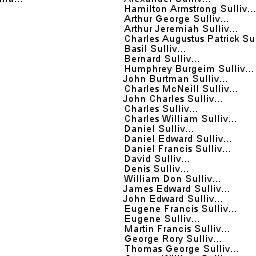 Hamilton Armstrong Sulliv...
Arthur George Sulliv...
Arthur Jeremiah Sulliv...
Charles Augustus Patrick Su
Basil Sulliv...
Bernard Sulliv...
Humphrey Burgeim Sulliv...
John Burtman Sulliv...
Charles McNeill Sulliv...
John Charles Sulliv...
Charles Sulliv...
Charles William Sulliv...
Daniel Sulliv...
Daniel Edward Sulliv...
Daniel Francis Sulliv...
David Sulliv...
Denis Sulliv...
William Don Sulliv...
James Edward Sulliv...
John Edward Sulliv...
Eugene Francis Sulliv...
Eugene Sulliv...
Martin Francis Sulliv...
George Rory Sulliv...
Thomas George Sulliv...